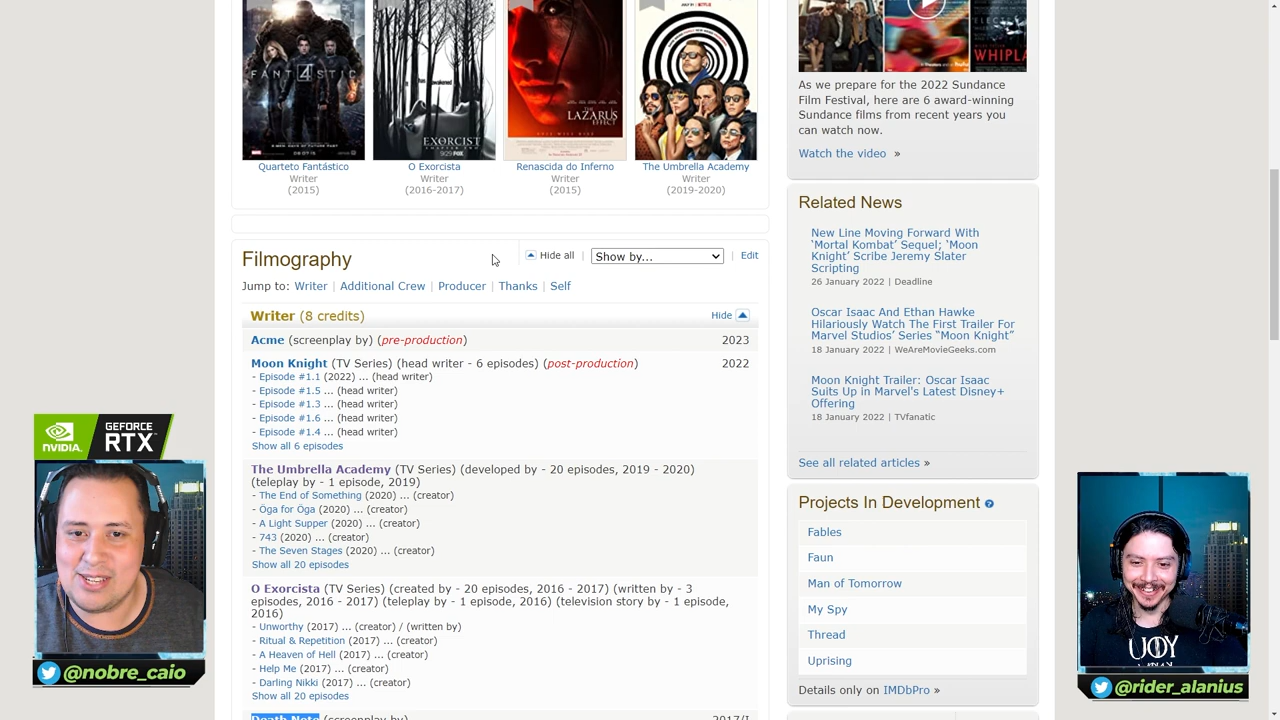 FANT4STIC
EXORCIST
9|29 FOX
THE
LAZARUS
EFFECT
WHIPLA
Quarteto Fantástico
Writer
(2015)
O Exorcista
Writer
(2016-2017)
Renascida do Inferno
Writer
(2015)
The Umbrella Academy
Writer
(2019-2020)
Filmography
Hide all | Show by... | Edit
Jump to: Writer | Additional Crew | Producer | Thanks | Self
Writer (8 credits) Hide
Acme (screenplay by) (pre-production) 2023
Moon Knight (TV Series) (head writer - 6 episodes) (post-production) 2022
- Episode #1.1 (2022) ... (head writer)
- Episode #1.5 ... (head writer)
- Episode #1.3 ... (head writer)
- Episode #1.6 ... (head writer)
- Episode #1.4 ... (head writer)
Show all 6 episodes
The Umbrella Academy (TV Series) (developed by - 20 episodes, 2019 - 2020)
(teleplay by - 1 episode, 2019)
- The End of Something (2020) ... (creator)
- Öga for Öga (2020) ... (creator)
- A Light Supper (2020) ... (creator)
- 743 (2020) ... (creator)
- The Seven Stages (2020) ... (creator)
Show all 20 episodes
O Exorcista (TV Series) (created by - 20 episodes, 2016 - 2017) (written by - 3
episodes, 2016 - 2017) (teleplay by - 1 episode, 2016) (television story by - 1 episode,
2016)
- Unworthy (2017) ... (creator) / (written by)
- Ritual & Repetition (2017) ... (creator)
- A Heaven of Hell (2017) ... (creator)
- Help Me (2017) ... (creator)
- Darling Nikki (2017) ... (creator)
Show all 20 episodes
Death Note (screenplay by) 2017/I
As we prepare for the 2022 Sundance
Film Festival, here are 6 award-winning
Sundance films from recent years you
can watch now.
Watch the video »
Related News
New Line Moving Forward With
‘Mortal Kombat’ Sequel; ‘Moon
Knight’ Scribe Jeremy Slater
Scripting
26 January 2022 | Deadline
Oscar Isaac And Ethan Hawke
Hilariously Watch The First Trailer For
Marvel Studios’ Series “Moon Knight”
18 January 2022 | WeAreMovieGeeks.com
Moon Knight Trailer: Oscar Isaac
Suits Up in Marvel's Latest Disney+
Offering
18 January 2022 | TVfanatic
See all related articles »
Projects In Development ?
Fables
Faun
Man of Tomorrow
My Spy
Thread
Uprising
Details only on IMDbPro »
NVIDIA.
GEFORCE
RTX
@nobre_caio
@rider_alanius